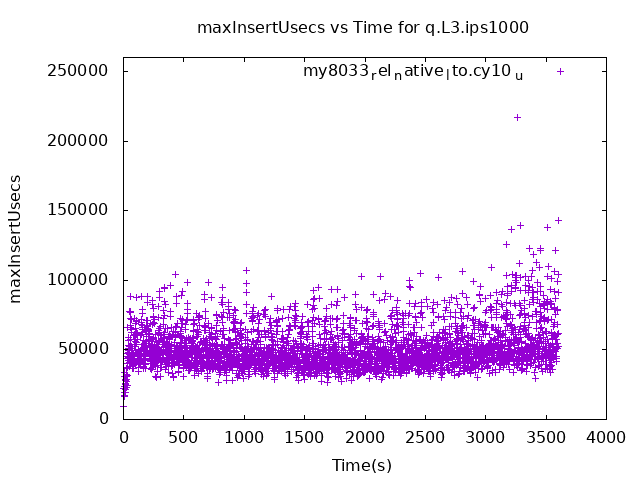 maxInsertUsecs vs Time for q.L3.ips1000
my8033_rel_native_lto.cy10_u
250000
200000
150000
100000
50000
0
maxInsertUsecs
0 500 1000 1500 2000 2500 3000 3500 4000
Time(s)